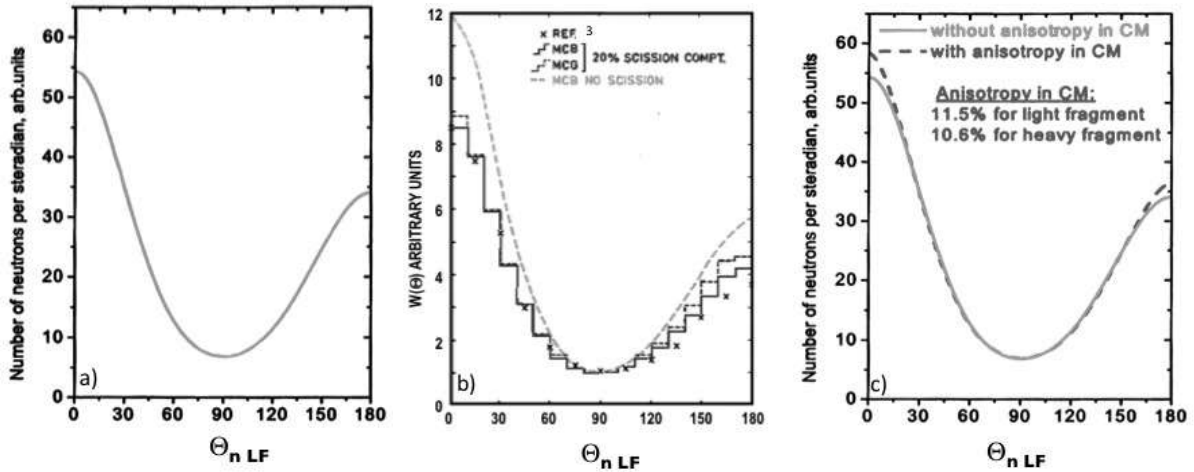 Number of neutrons per steradian, arb.units
60
50
40
30
20
10
0
a)
0 30 60 90 120 150 180
Θn LF
W(Θ) ARBITRARY UNITS
12
10
8
6
4
2
0
× REF. 3
MCB
MCG
20% SCISSION COMPT.
MCB NO SCISSION
b)
0 30 60 90 120 150 180
Θn LF
Number of neutrons per steradian, arb.units
60
50
40
30
20
10
0
without anisotropy in CM
with anisotropy in CM
Anisotropy in CM:
11.5% for light fragment
10.6% for heavy fragment
c)
0 30 60 90 120 150 180
Θn LF